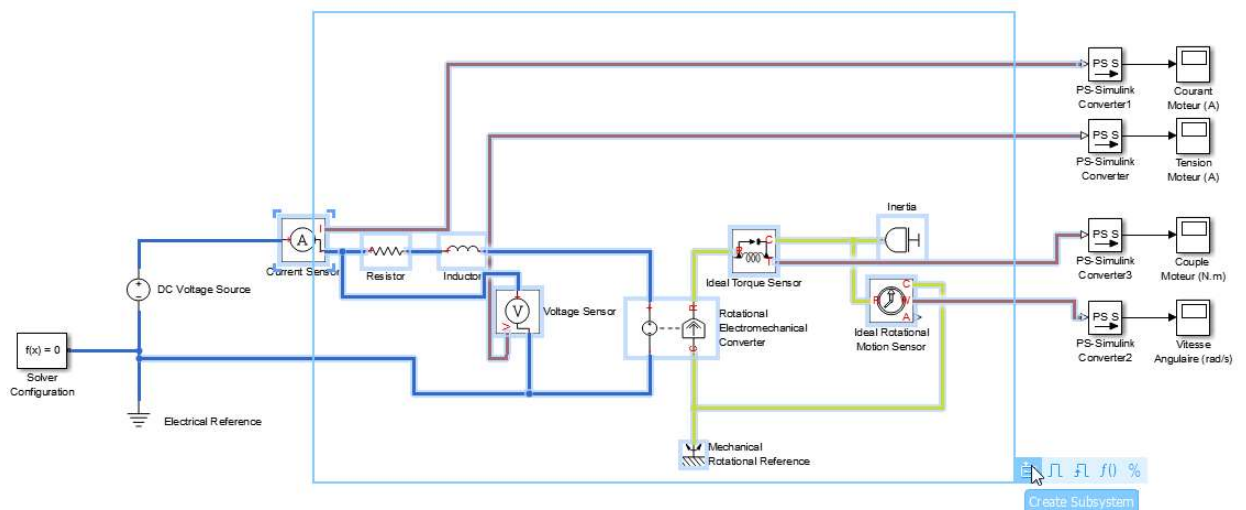 PS S
PS-Simulink
Converter1
Courant
Moteur (A)
PS S
PS-Simulink
Converter
Tension
Moteur (A)
I
A
Current Sensor
Resistor
Inductor
DC Voltage Source
+
-
V
V
Voltage Sensor
f(x) = 0
Solver
Configuration
Electrical Reference
R
C
T
Ideal Torque Sensor
Inertia
R
C
W
A
Ideal Rotational
Motion Sensor
R
C
Rotational
Electromechanical
Converter
Mechanical
Rotational Reference
PS S
PS-Simulink
Converter3
Couple
Moteur (N.m)
PS S
PS-Simulink
Converter2
Vitesse
Angulaire (rad/s)
f()
%
Create Subsystem